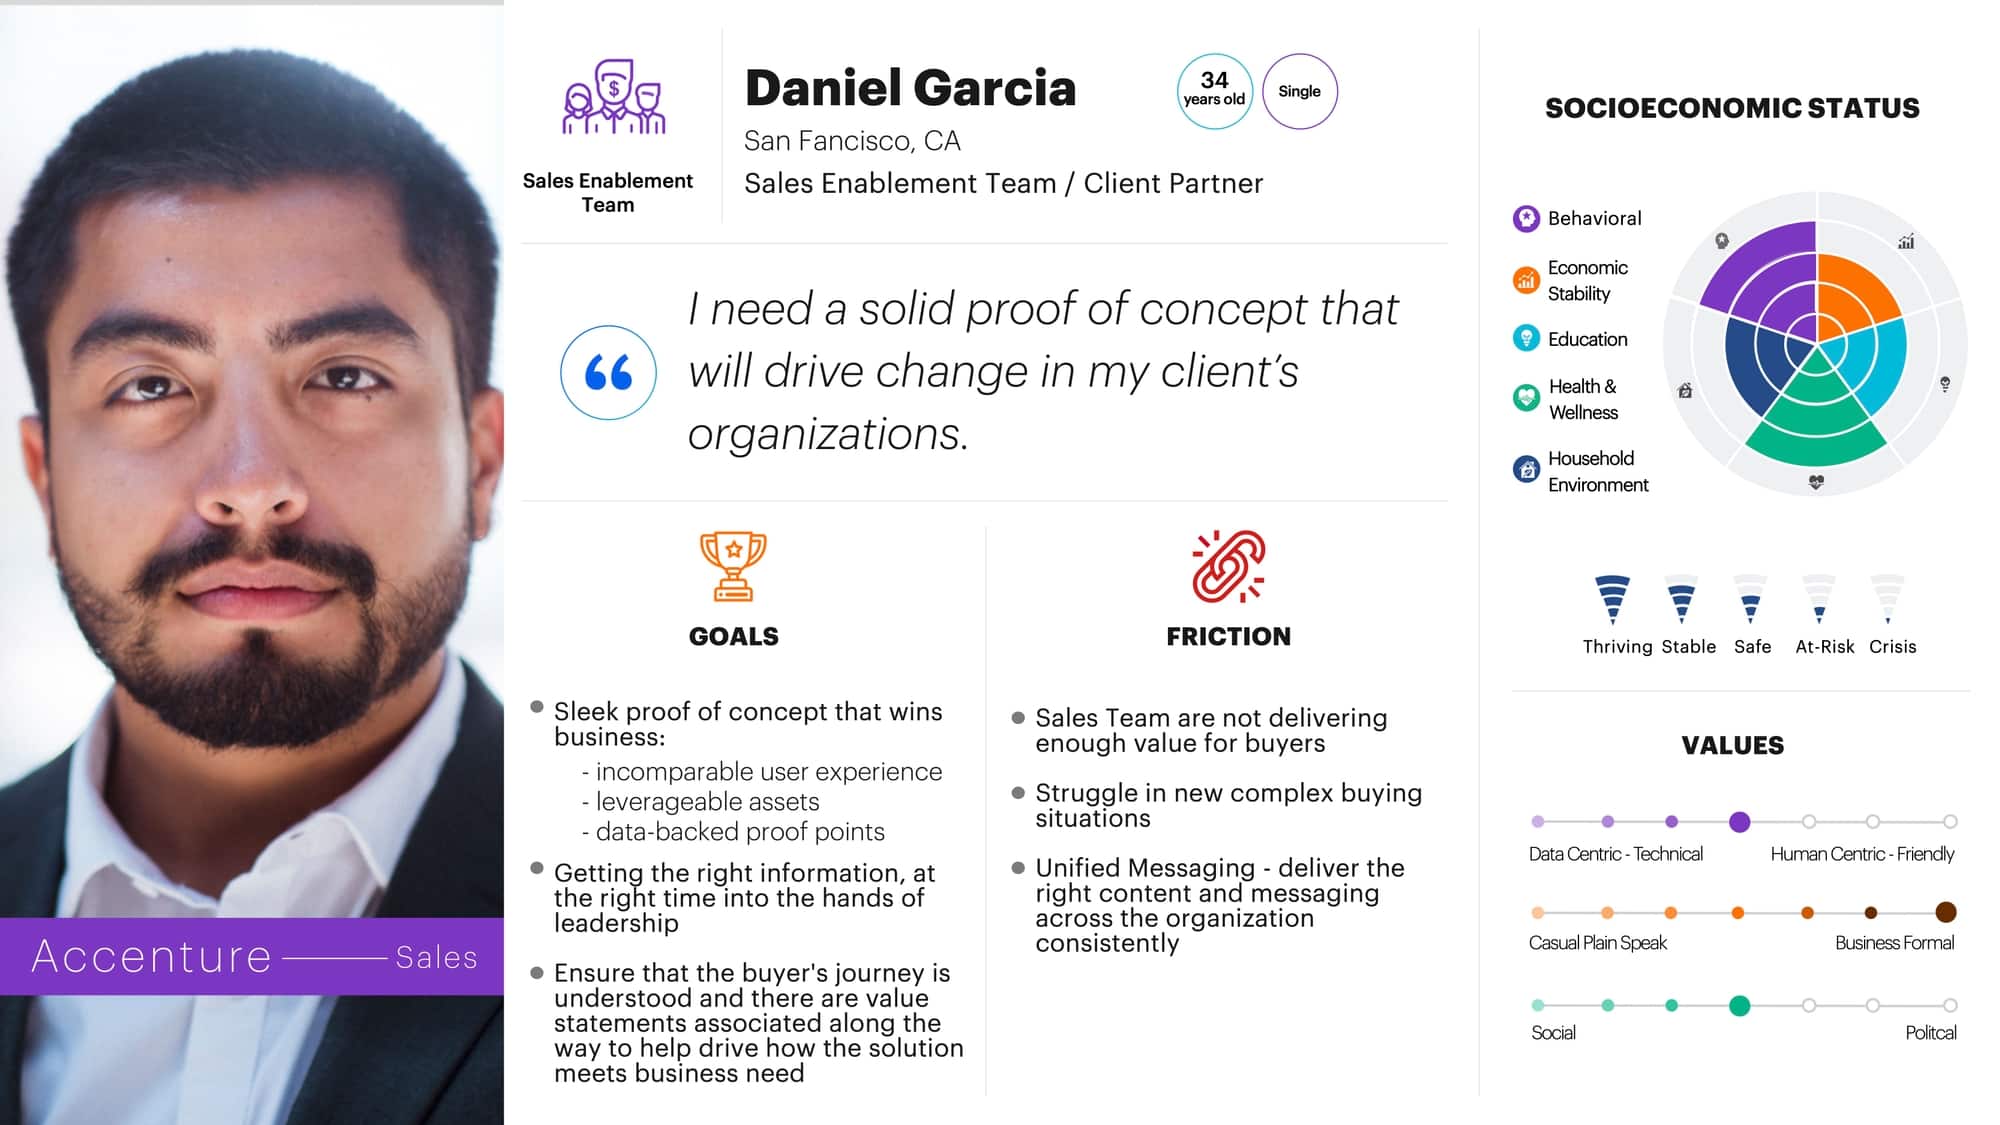 Accenture
Sales
Sales Enablement
Team
Daniel Garcia
San Fancisco, CA
Sales Enablement Team / Client Partner
34
years old
Single
“
I need a solid proof of concept that
will drive change in my client’s
organizations.
GOALS
Sleek proof of concept that wins
business:
- incomparable user experience
- leverageable assets
- data-backed proof points
Getting the right information, at
the right time into the hands of
leadership
Ensure that the buyer's journey is
understood and there are value
statements associated along the
way to help drive how the solution
meets business need
FRICTION
Sales Team are not delivering
enough value for buyers
Struggle in new complex buying
situations
Unified Messaging - deliver the
right content and messaging
across the organization
consistently
SOCIOECONOMIC STATUS
Behavioral
Economic
Stability
Education
Health &
Wellness
Household
Environment
Thriving Stable Safe At-Risk Crisis
VALUES
Data Centric - Technical Human Centric - Friendly
Casual Plain Speak Business Formal
Social Politcal